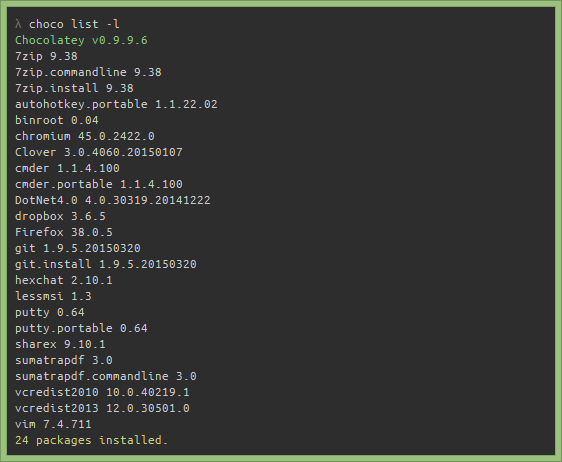 λ choco list -l
Chocolatey v0.9.9.6
7zip 9.38
7zip.commandline 9.38
7zip.install 9.38
autohotkey.portable 1.1.22.02
binroot 0.04
chromium 45.0.2422.0
Clover 3.0.4060.20150107
cmder 1.1.4.100
cmder.portable 1.1.4.100
DotNet4.0 4.0.30319.20141222
dropbox 3.6.5
Firefox 38.0.5
git 1.9.5.20150320
git.install 1.9.5.20150320
hexchat 2.10.1
lessmsi 1.3
putty 0.64
putty.portable 0.64
sharex 9.10.1
sumatrapdf 3.0
sumatrapdf.commandline 3.0
vcredist2010 10.0.40219.1
vcredist2013 12.0.30501.0
vim 7.4.711
24 packages installed.